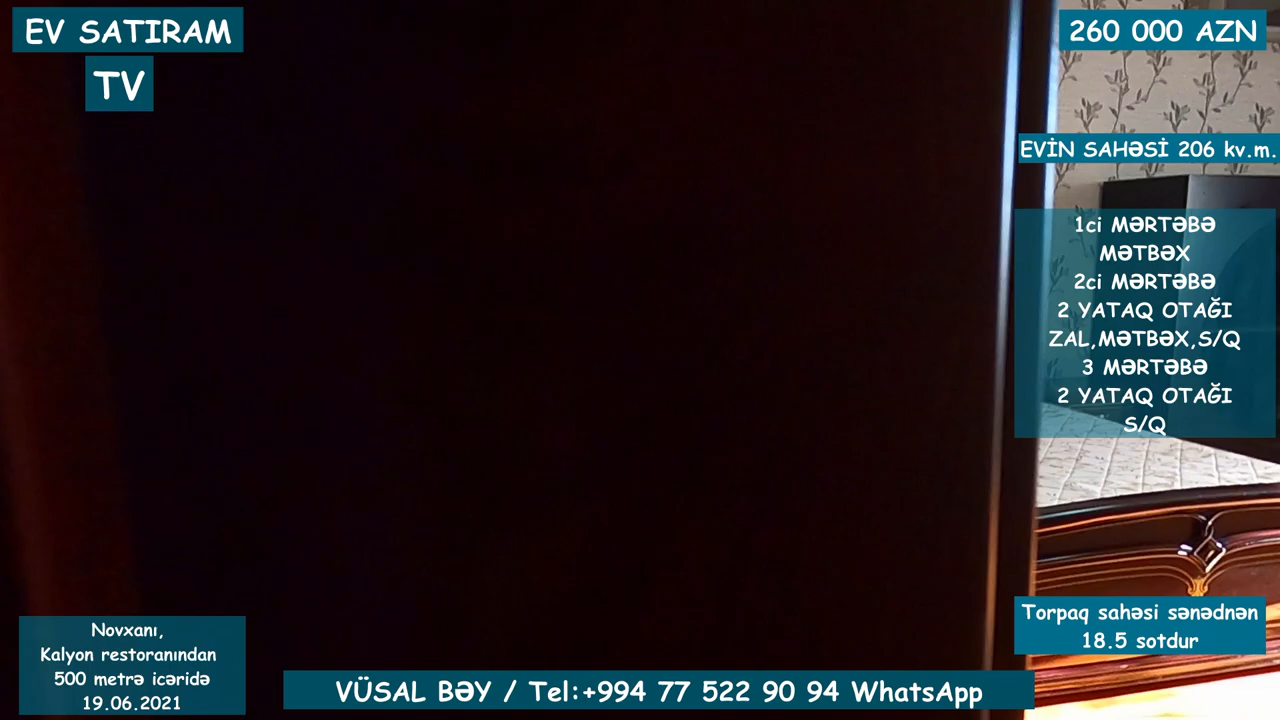 EV SATIRAM
TV
260 000 AZN
EVİN SAHƏSİ 206 kv.m.
1ci MƏRTƏBƏ
MƏTBƏX
2ci MƏRTƏBƏ
2 YATAQ OTAĞI
ZAL,MƏTBƏX,S/Q
3 MƏRTƏBƏ
2 YATAQ OTAĞI
S/Q
Torpaq sahəsi sənədnən
18.5 sotdur
Novxanı,
Kalyon restoranından
500 metrə icəridə
19.06.2021
VÜSAL BƏY / Tel:+994 77 522 90 94 WhatsApp